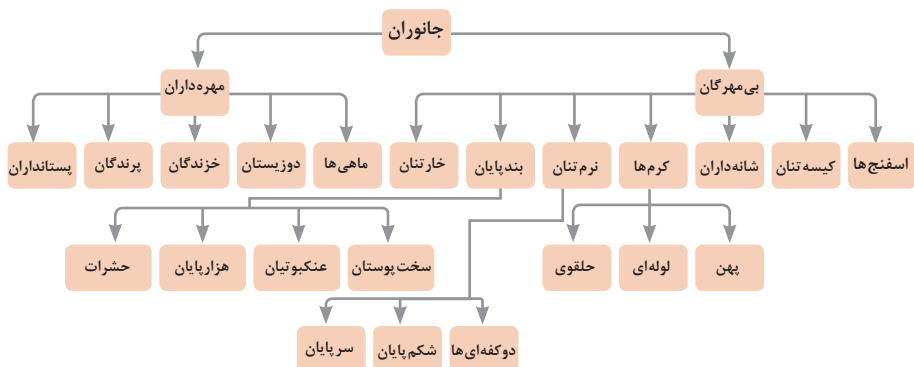 جانوران
بی‌مهرگان
مهره‌داران
اسفنج‌ها
کیسه‌تنان
شانه‌داران
کرم‌ها
نرم‌تنان
بندپایان
خارتنان
ماهی‌ها
دوزیستان
خزندگان
پرندگان
پستانداران
پهن
لوله‌ای
حلقوی
سخت‌پوستان
عنکبوتیان
هزارپایان
حشرات
دوکفه‌ای‌ها
شکم‌پایان
سرپایان